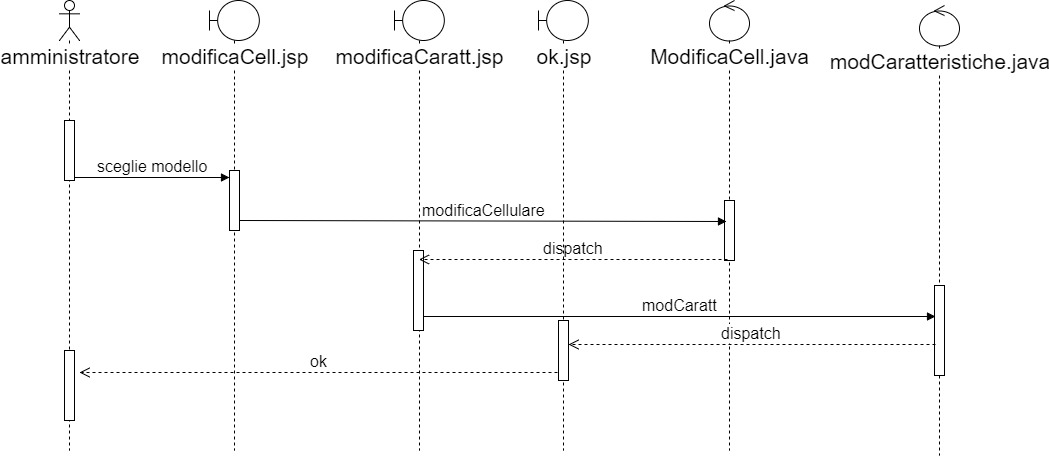 amministratore
modificaCell.jsp
modificaCaratt.jsp
ok.jsp
ModificaCell.java
modCaratteristiche.java
sceglie modello
modificaCellulare
dispatch
modCaratt
dispatch
ok